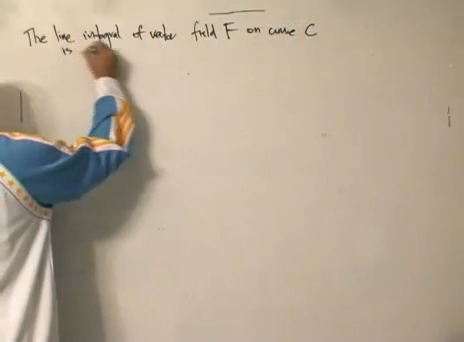 The line integral of vector field F on curve C
is